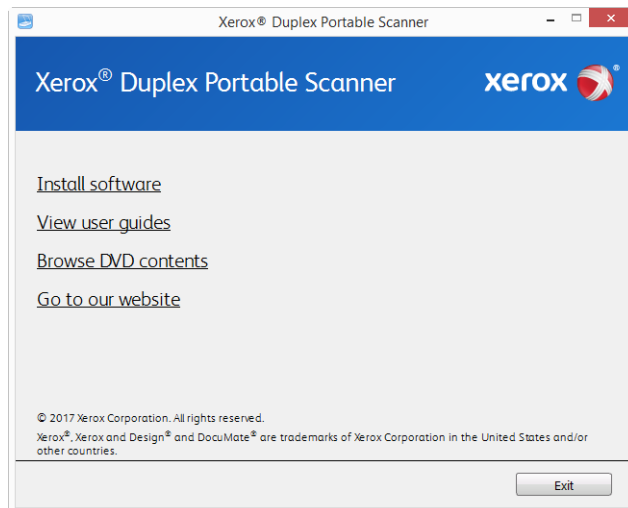 Xerox® Duplex Portable Scanner
Xerox® Duplex Portable Scanner
xerox ®
Install software
View user guides
Browse DVD contents
Go to our website
© 2017 Xerox Corporation. All rights reserved.
Xerox®, Xerox and Design® and DocuMate® are trademarks of Xerox Corporation in the United States and/or
other countries.
Exit